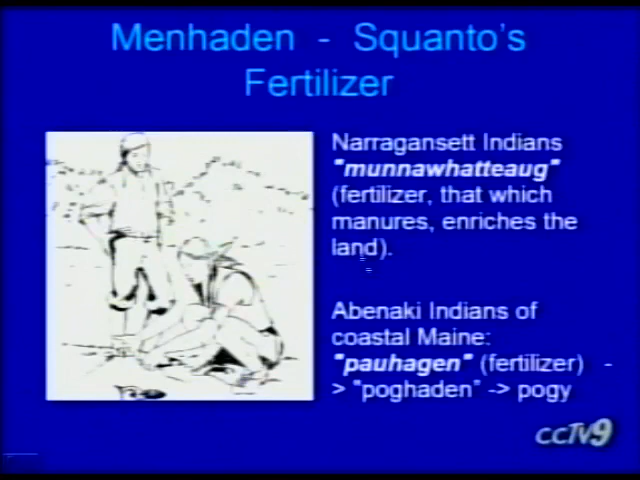 Menhaden - Squanto's
Fertilizer
Narragansett Indians
"munnawhatteaug"
(fertilizer, that which
manures, enriches the
land).
Abenaki Indians of
coastal Maine:
"pauhagen" (fertilizer) -
> "poghaden" -> pogy
ccTv9